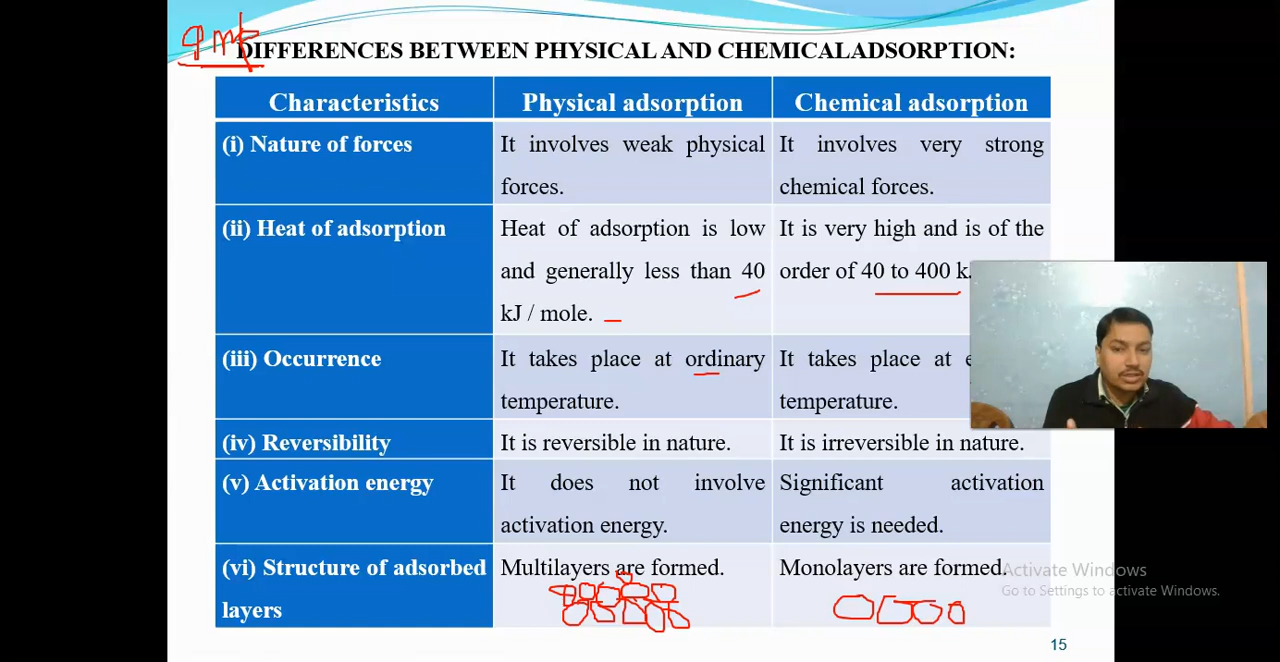 DIFFERENCES BETWEEN PHYSICAL AND CHEMICALADSORPTION:
Characteristics
Physical adsorption
Chemical adsorption
(i) Nature of forces
It involves weak physical
forces.
It involves very strong
chemical forces.
(ii) Heat of adsorption
Heat of adsorption is low
and generally less than 40
kJ / mole.
It is very high and is of the
order of 40 to 400 k
(iii) Occurrence
It takes place at ordinary
temperature.
It takes place at
temperature.
(iv) Reversibility
It is reversible in nature.
It is irreversible in nature.
(v) Activation energy
It does not involve
activation energy.
Significant activation
energy is needed.
(vi) Structure of adsorbed
layers
Multilayers are formed.
Monolayers are formed.
Activate Windows
Go to Settings to activate Windows.
15